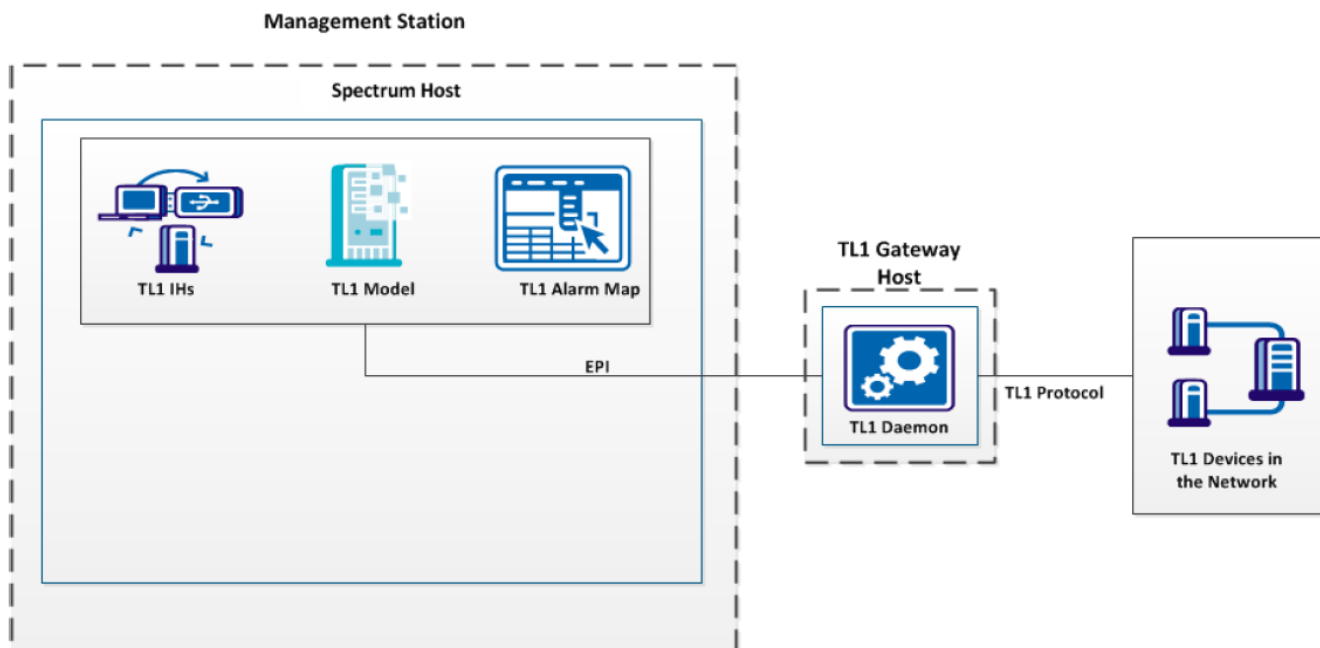 Management Station
Spectrum Host
TL1 IHs
TL1 Model
TL1 Alarm Map
EPI
TL1 Gateway
Host
TL1 Daemon
TL1 Protocol
TL1 Devices in
the Network